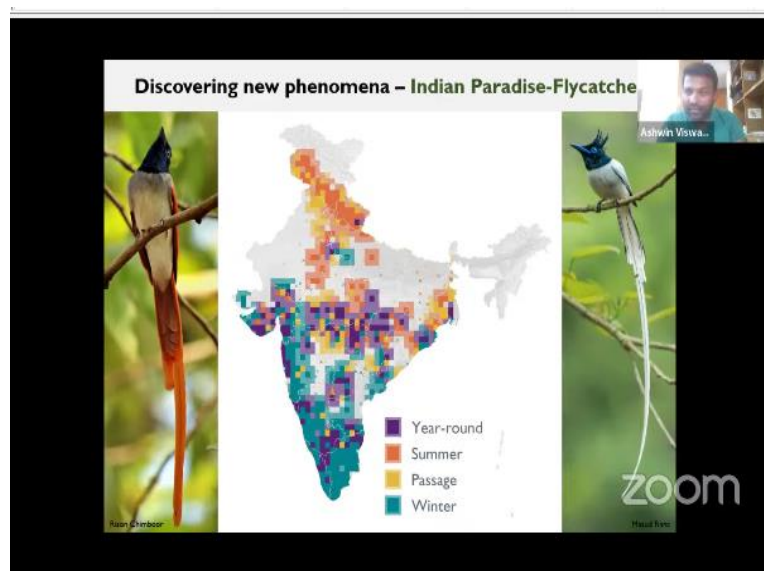 Discovering new phenomena – Indian Paradise-Flycatche
Ashwin Viswa...
Year-round
Summer
Passage
Winter
zoom